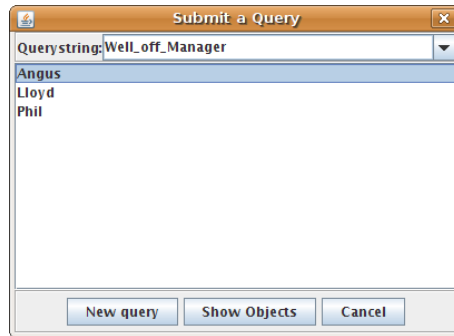 Submit a Query
Querystring: Well_off_Manager
Angus
Lloyd
Phil
New query Show Objects Cancel